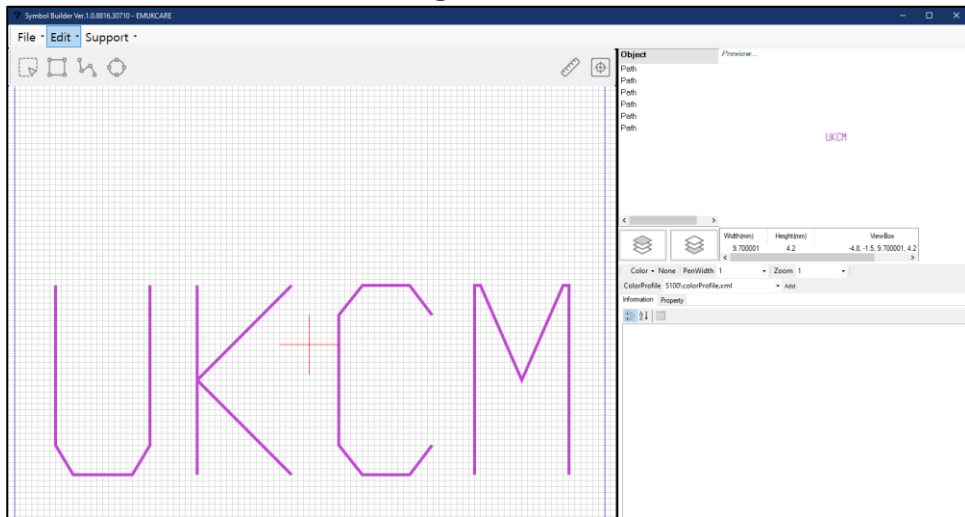 Symbol Builder Ver.1.0.8816.30710 - EMUKCARE
File Edit Support
Object
Path
Path
Path
Path
Path
Path
Preview...
UKCM
Width(mm) Height(mm) ViewBox
9.700001 4.2 -4.8, -1.5, 9.700001, 4.2
Color None PenWidth 1 Zoom 1
ColorProfile S100\colorProfile.xml Add
Information Property
UKCM